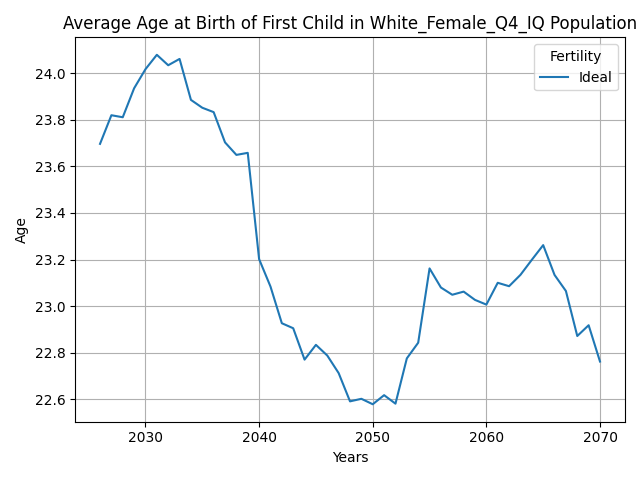 Average Age at Birth of First Child in White_Female_Q4_IQ Population
Fertility
Ideal
24.0
23.8
23.6
23.4
23.2
23.0
22.8
22.6
Age
2030 2040 2050 2060 2070
Years